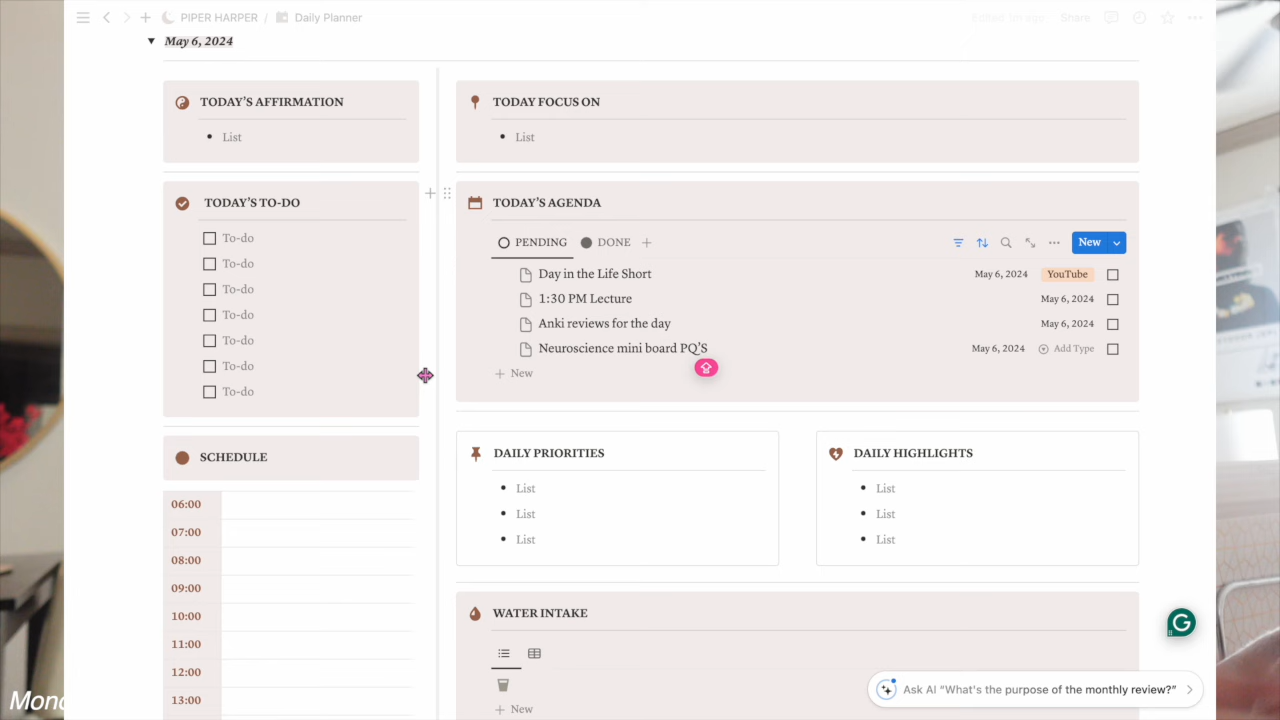 PIPER HARPER / Daily Planner
Edited 1m ago Share
May 6, 2024
TODAY'S AFFIRMATION
List
TODAY FOCUS ON
List
TODAY'S TO-DO
To-do
To-do
To-do
To-do
To-do
To-do
To-do
TODAY'S AGENDA
PENDING DONE
New
Day in the Life Short May 6, 2024 YouTube
1:30 PM Lecture May 6, 2024
Anki reviews for the day May 6, 2024
Neuroscience mini board PQ'S May 6, 2024 Add Type
New
SCHEDULE
06:00
07:00
08:00
09:00
10:00
11:00
12:00
13:00
DAILY PRIORITIES
List
List
List
DAILY HIGHLIGHTS
List
List
List
WATER INTAKE
New
Ask AI "What's the purpose of the monthly review?"
G